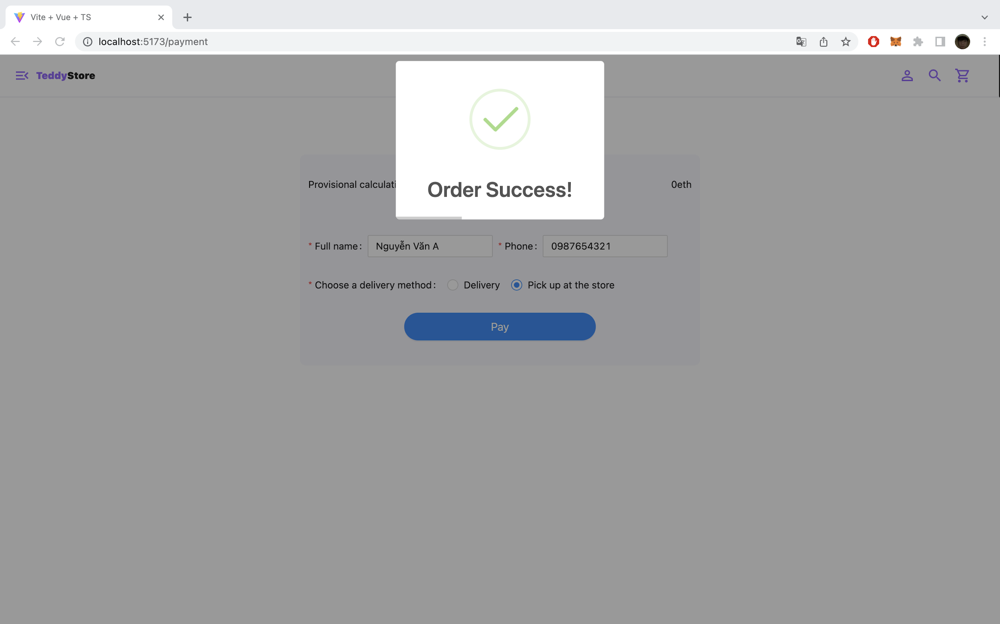 Vite + Vue + TS
localhost:5173/payment
TeddyStore
Order Success!
Provisional calculati 0eth
* Full name: Nguyễn Văn A * Phone: 0987654321
* Choose a delivery method: Delivery Pick up at the store
Pay